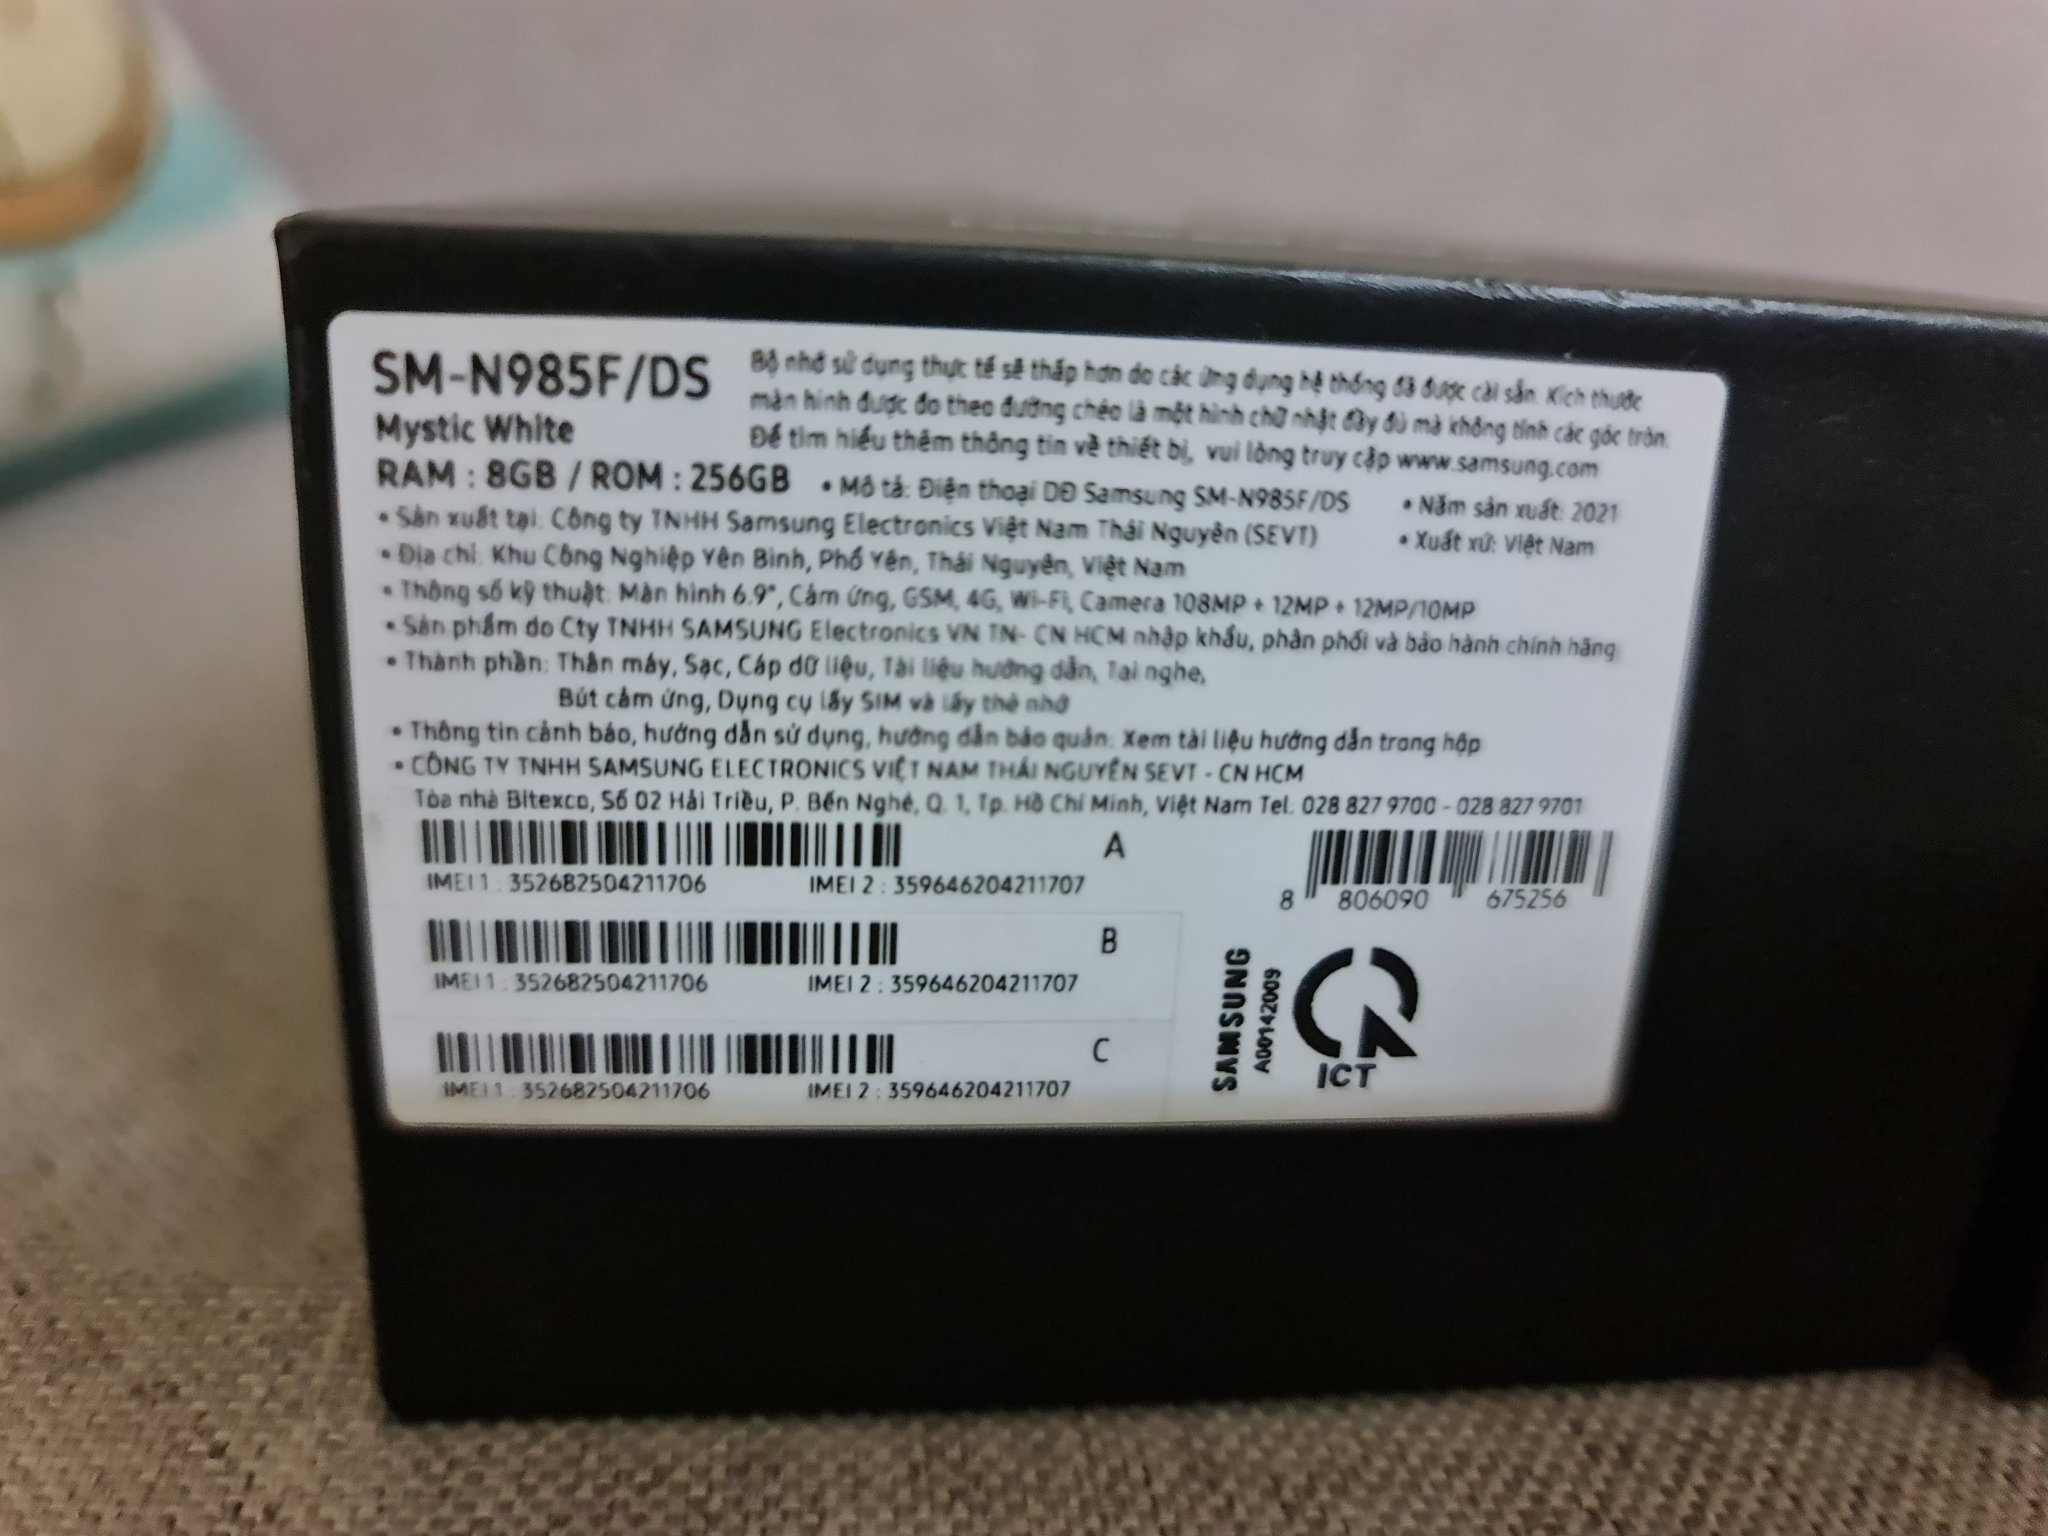 SM-N985F/DS
Mystic White
RAM : 8GB / ROM : 256GB
Bộ nhớ sử dụng thực tế sẽ thấp hơn do các ứng dụng hệ thống đã được cài sẵn. Kích thước
màn hình được đo theo đường chéo là một hình chữ nhật đầy đủ mà không tính các góc tròn.
Để tìm hiểu thêm thông tin về thiết bị, vui lòng truy cập www.samsung.com
• Mô tả: Điện thoại DĐ Samsung SM-N985F/DS
• Năm sản xuất: 2021
• Sản xuất tại: Công ty TNHH Samsung Electronics Việt Nam Thái Nguyên (SEVT)
• Xuất xứ: Việt Nam
• Địa chỉ: Khu Công Nghiệp Yên Bình, Phổ Yên, Thái Nguyên, Việt Nam
• Thông số kỹ thuật: Màn hình 6.9", Cảm ứng, GSM, 4G, Wi-Fi, Camera 108MP + 12MP + 12MP/10MP
• Sản phẩm do Cty TNHH SAMSUNG Electronics VN TN- CN HCM nhập khẩu, phân phối và bảo hành chính hãng
• Thành phần: Thân máy, Sạc, Cáp dữ liệu, Tài liệu hướng dẫn, Tai nghe,
Bút cảm ứng, Dụng cụ lấy SIM và lấy thẻ nhớ
• Thông tin cảnh báo, hướng dẫn sử dụng, hướng dẫn bảo quản: Xem tài liệu hướng dẫn trong hộp
• CÔNG TY TNHH SAMSUNG ELECTRONICS VIỆT NAM THÁI NGUYÊN SEVT - CN HCM
Tòa nhà Bitexco, Số 02 Hải Triều, P. Bến Nghé, Q. 1, Tp. Hồ Chí Minh, Việt Nam Tel: 028 827 9700 - 028 827 9701
A
IMEI 1 : 352682504211706 IMEI 2 : 359646204211707
8 806090 675256
B
IMEI 1 : 352682504211706 IMEI 2 : 359646204211707
C
IMEI 1 : 352682504211706 IMEI 2 : 359646204211707
SAMSUNG
A00142009
ICT